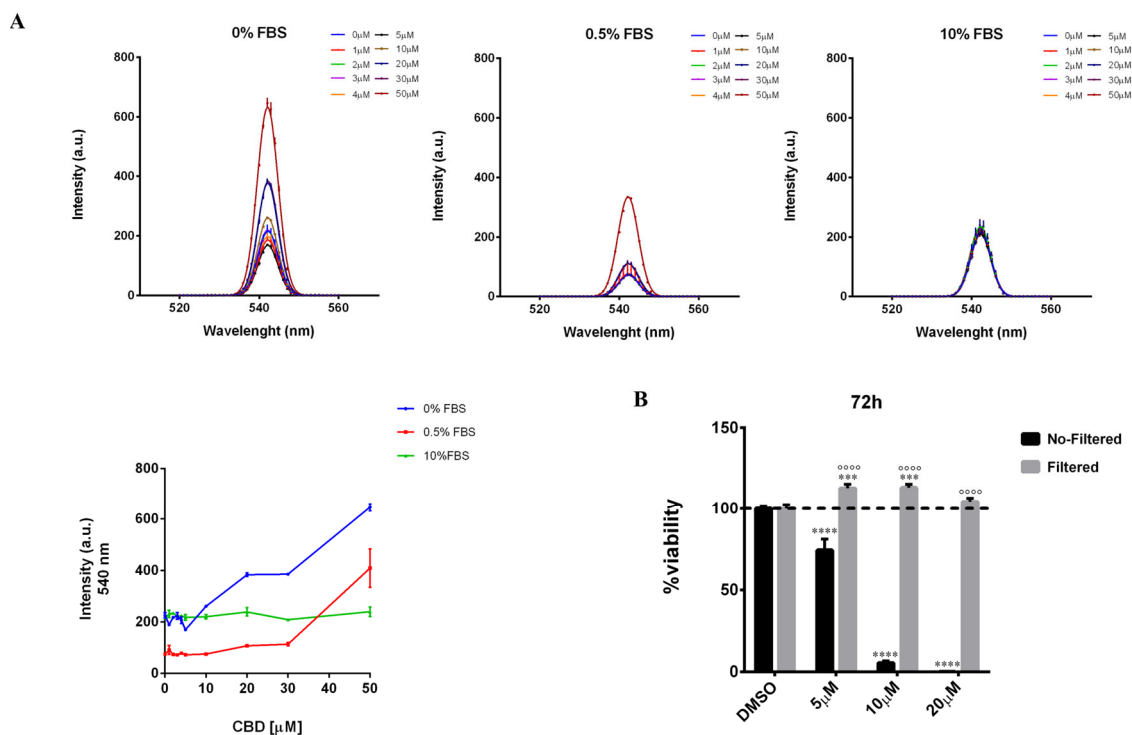 A
0% FBS
0μM 5μM
1μM 10μM
2μM 20μM
3μM 30μM
4μM 50μM
800
600
400
200
0
520 540 560
Intensity (a.u.)
Wavelenght (nm)
0.5% FBS
0μM 5μM
1μM 10μM
2μM 20μM
3μM 30μM
4μM 50μM
800
600
400
200
0
520 540 560
Intensity (a.u.)
Wavelenght (nm)
10% FBS
0μM 5μM
1μM 10μM
2μM 20μM
3μM 30μM
4μM 50μM
800
600
400
200
0
520 540 560
Intensity (a.u.)
Wavelenght (nm)
0% FBS
0.5% FBS
10%FBS
800
600
400
200
0
0 10 20 30 40 50
Intensity (a.u.)
540 nm
CBD [μM]
B
72h
No-Filtered
Filtered
150
100
50
0
%viability
°°°° °°°° °°°°
*** ***
**** **** ****
DMSO 5μM 10μM 20μM